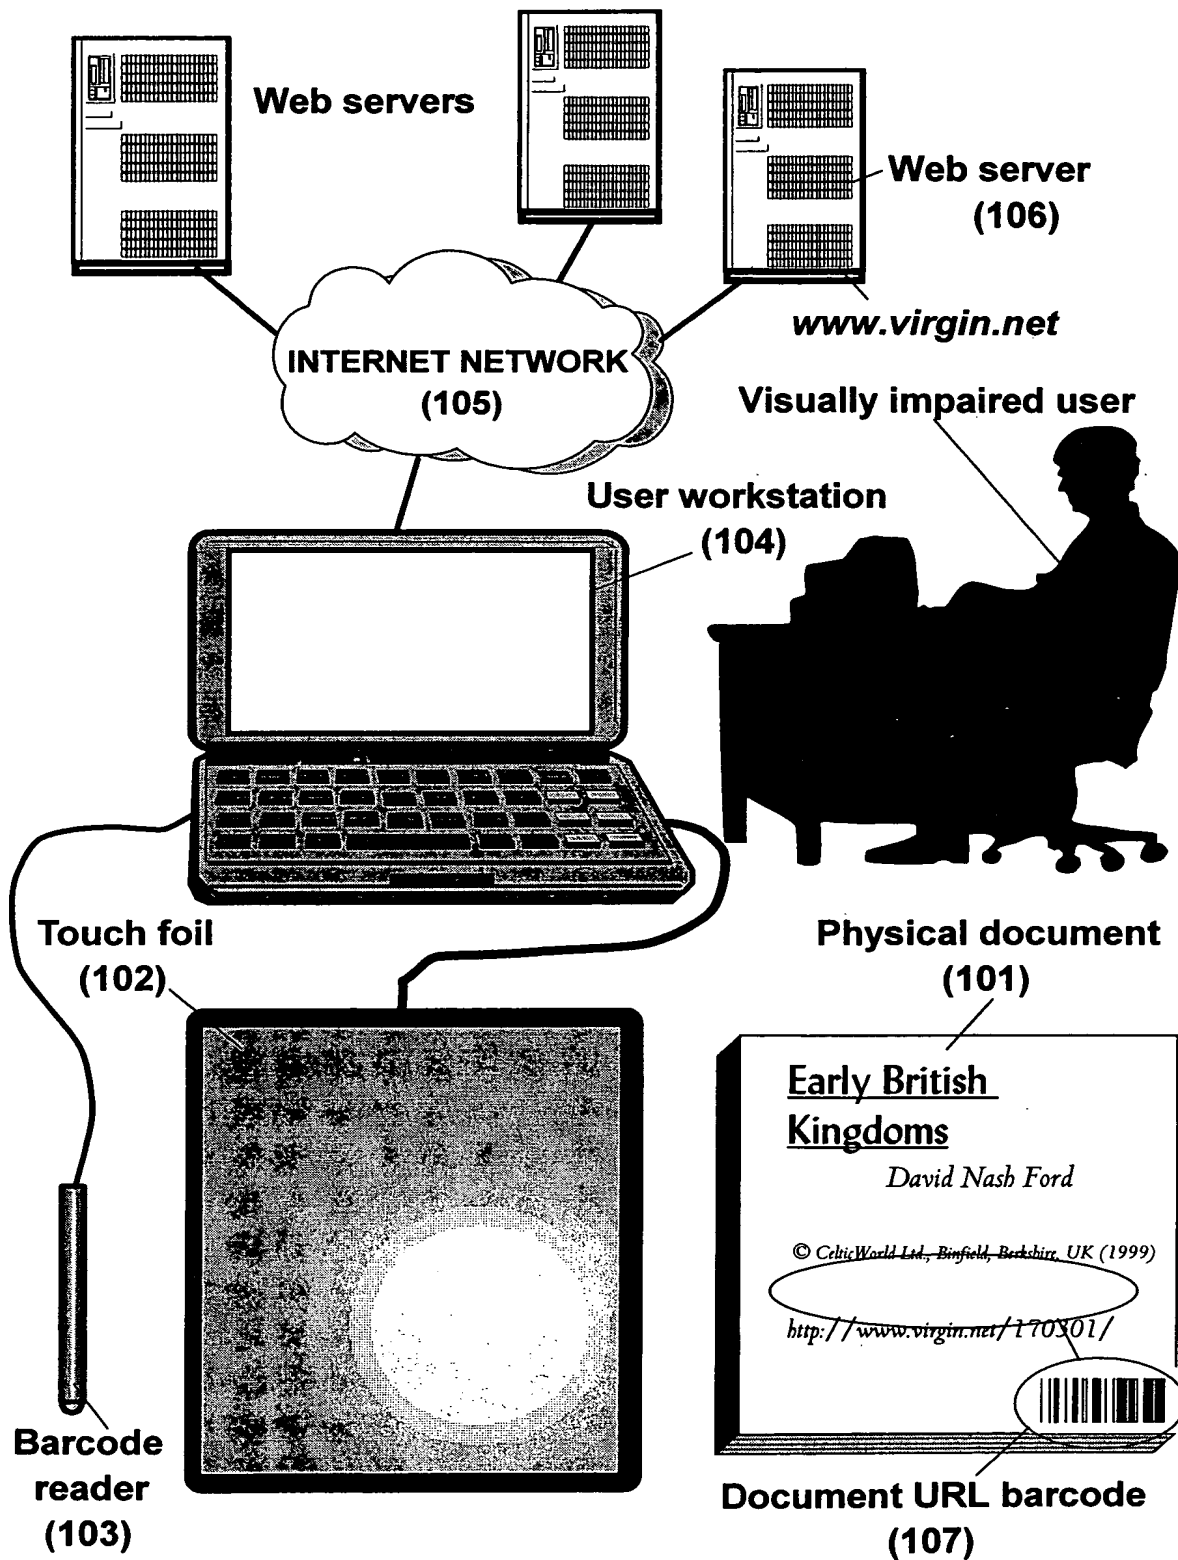 Web servers
Web server
(106)
www.virgin.net
INTERNET NETWORK
(105)
Visually impaired user
User workstation
(104)
Touch foil
(102)
Physical document
(101)
Early British
Kingdoms
David Nash Ford
© CelticWorld Ltd., Binfield, Berkshire, UK (1999)
http://www.virgin.net/170301/
Barcode
reader
(103)
Document URL barcode
(107)